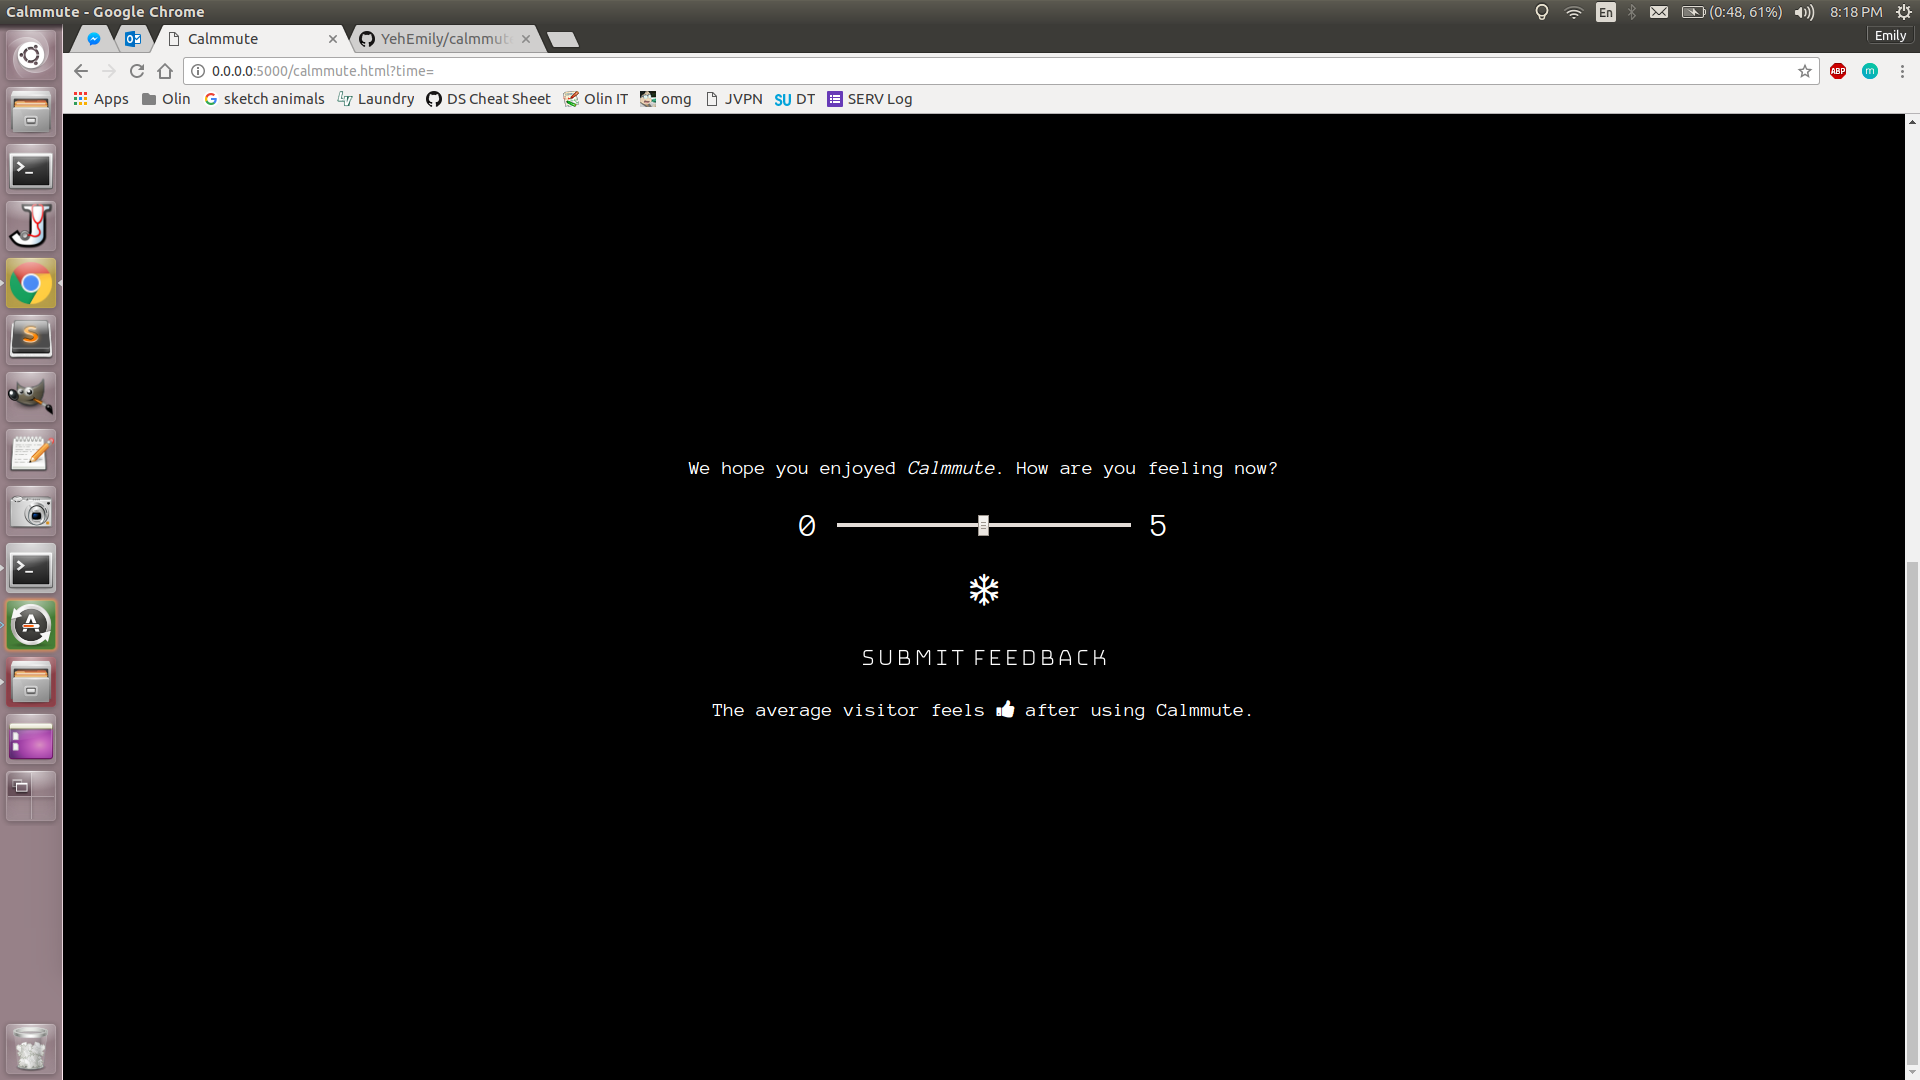 Calmmute - Google Chrome
En
(0:48, 61%)
8:18 PM
Calmmute
YehEmily/calmmute
Emily
0.0.0.0:5000/calmmute.html?time=
ABP
m
Apps
Olin
sketch animals
Laundry
DS Cheat Sheet
Olin IT
omg
JVPN
SU DT
SERV Log
We hope you enjoyed Calmmute. How are you feeling now?
0
5
SUBMIT FEEDBACK
The average visitor feels after using Calmmute.